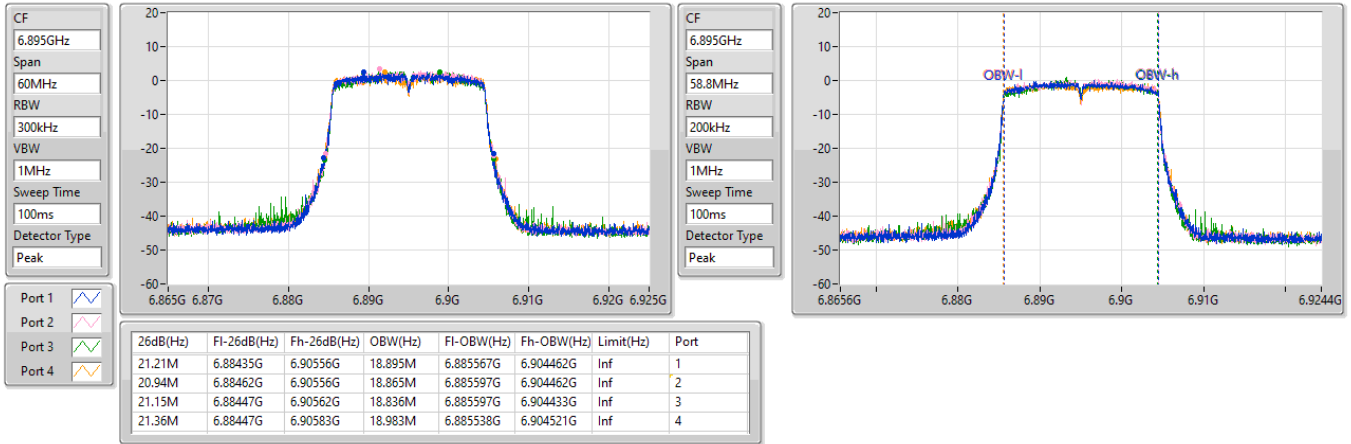 CF
6.895GHz
Span
60MHz
RBW
300kHz
VBW
1MHz
Sweep Time
100ms
Detector Type
Peak
20
10
0
-10
-20
-30
-40
-50
-60
6.865G 6.87G 6.88G 6.89G 6.9G 6.91G 6.92G 6.925G
CF
6.895GHz
Span
58.8MHz
RBW
200kHz
VBW
1MHz
Sweep Time
100ms
Detector Type
Peak
20
10
0
-10
-20
-30
-40
-50
-60
OBW-l OBW-h
6.8656G 6.88G 6.89G 6.9G 6.91G 6.9244G
Port 1
Port 2
Port 3
Port 4
26dB(Hz) Fl-26dB(Hz) Fh-26dB(Hz) OBW(Hz) Fl-OBW(Hz) Fh-OBW(Hz) Limit(Hz) Port
21.21M 6.88435G 6.90556G 18.895M 6.885567G 6.904462G Inf 1
20.94M 6.88462G 6.90556G 18.865M 6.885597G 6.904462G Inf 2
21.15M 6.88447G 6.90562G 18.836M 6.885597G 6.904433G Inf 3
21.36M 6.88447G 6.90583G 18.983M 6.885538G 6.904521G Inf 4